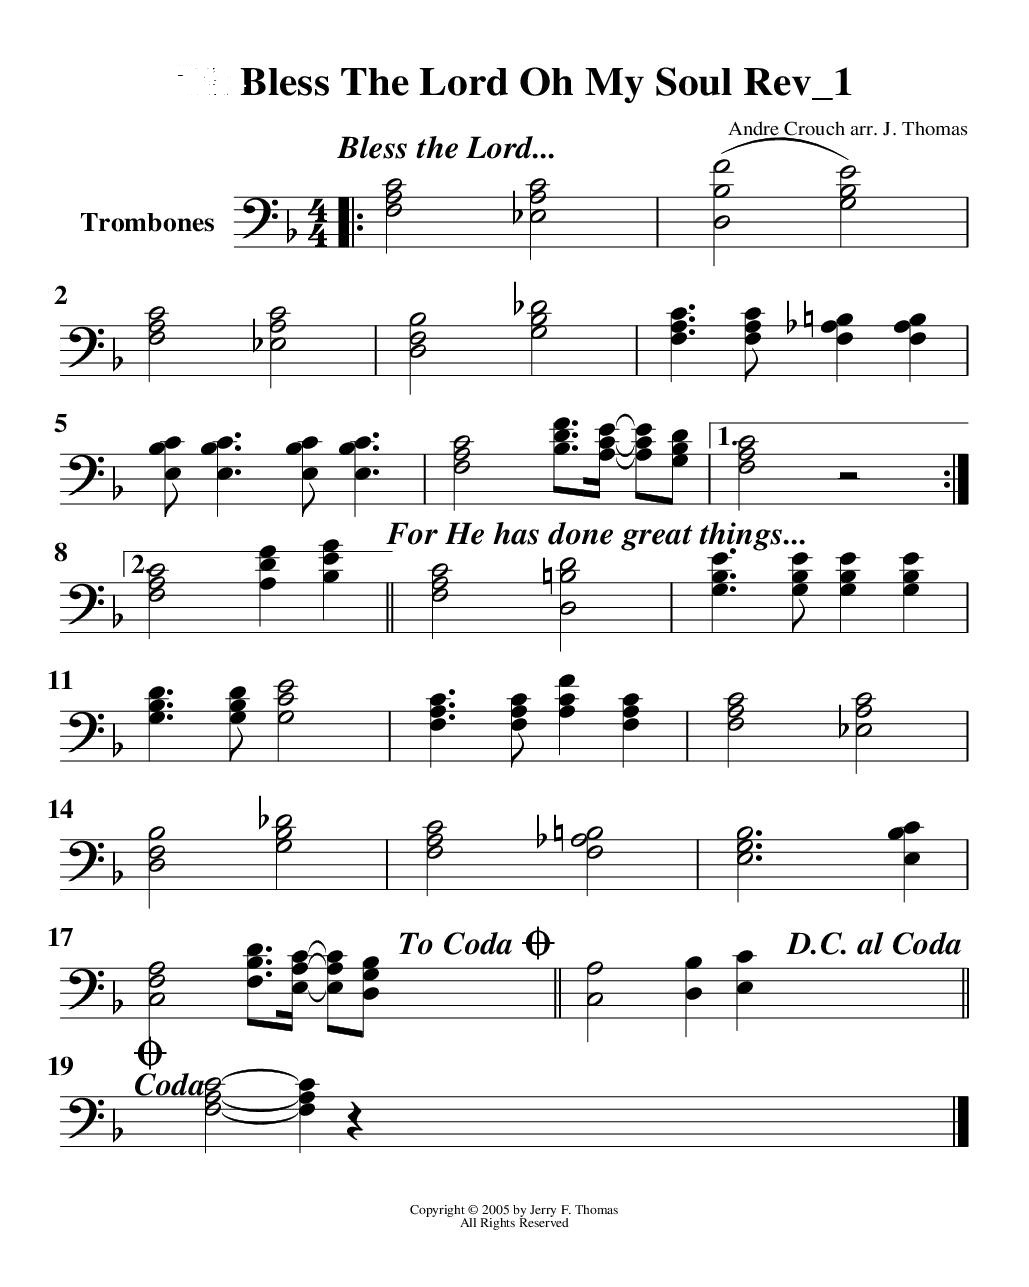 Bless The Lord Oh My Soul Rev_1
Andre Crouch arr. J. Thomas
Bless the Lord...
Trombones
4
4
2
5
1.
For He has done great things...
8
2.
11
14
17
To Coda
D.C. al Coda
19
Coda
Copyright © 2005 by Jerry F. Thomas
All Rights Reserved